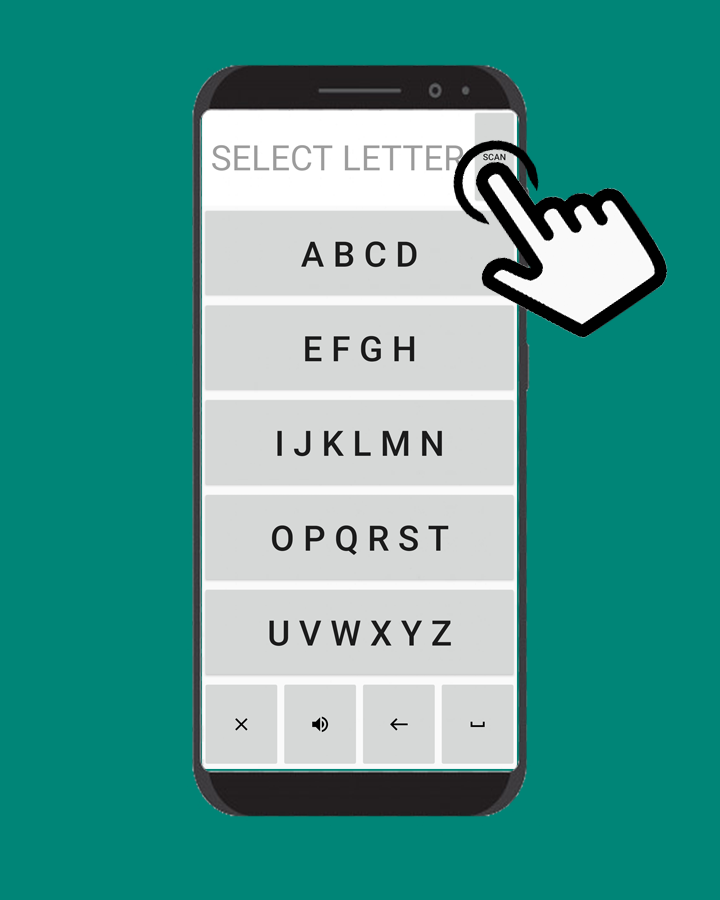 SELECT LETTER
SCAN
A B C D
E F G H
I J K L M N
O P Q R S T
U V W X Y Z